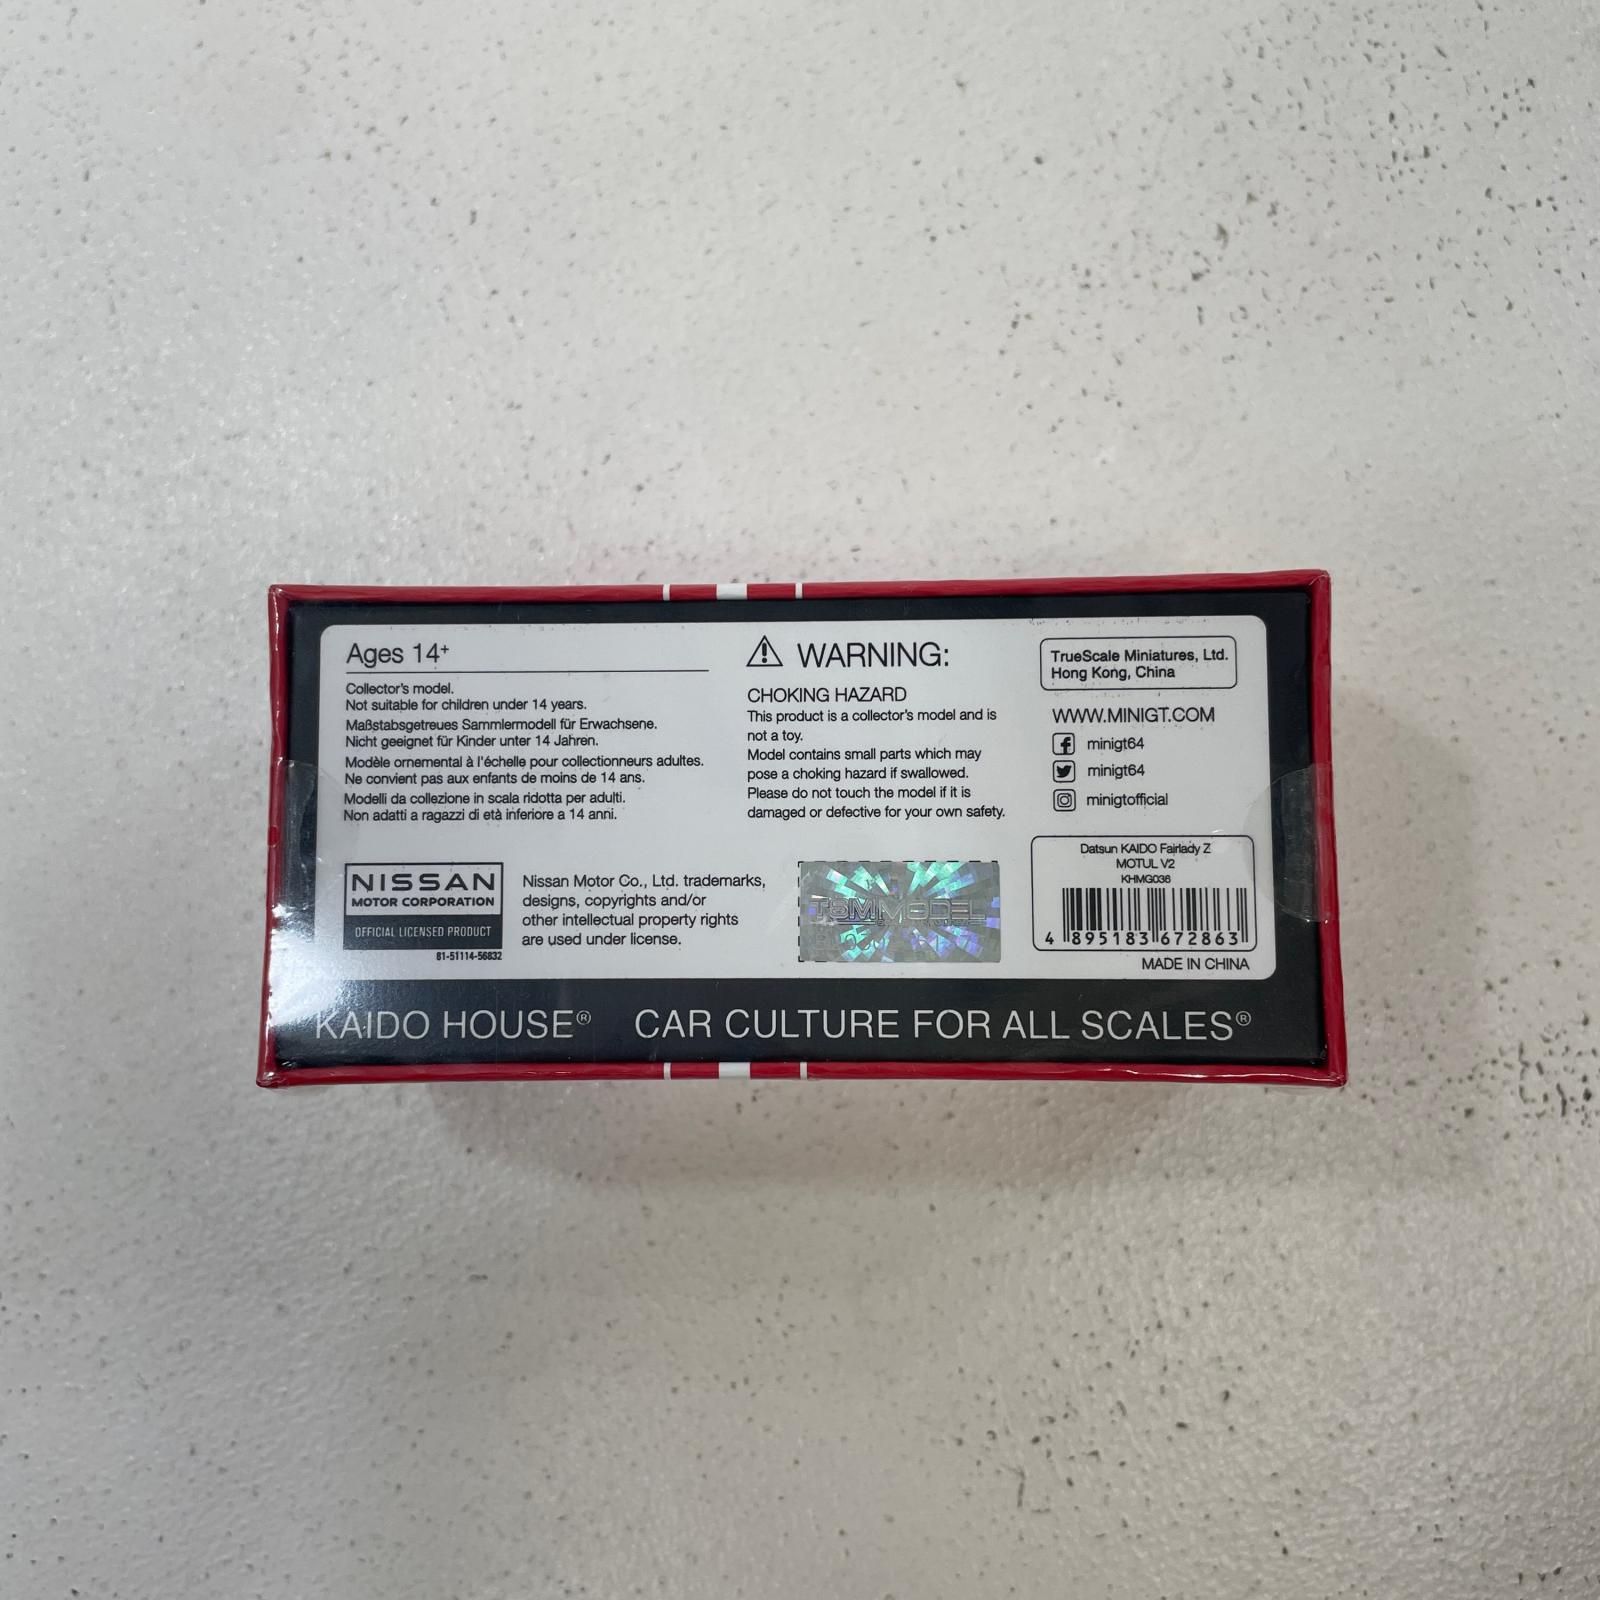 Ages 14+
Collector's model.
Not suitable for children under 14 years.
Maßstabsgetreues Sammlermodell für Erwachsene.
Nicht geeignet für Kinder unter 14 Jahren.
Modèle ornemental à l'échelle pour collectionneurs adultes.
Ne convient pas aux enfants de moins de 14 ans.
Modelli da collezione in scala ridotta per adulti.
Non adatti a ragazzi di età inferiore a 14 anni.
WARNING:
CHOKING HAZARD
This product is a collector's model and is
not a toy.
Model contains small parts which may
pose a choking hazard if swallowed.
Please do not touch the model if it is
damaged or defective for your own safety.
TrueScale Miniatures, Ltd.
Hong Kong, China
WWW.MINIGT.COM
minigt64
minigt64
minigtofficial
NISSAN
MOTOR CORPORATION
OFFICIAL LICENSED PRODUCT
81-51114-56832
Nissan Motor Co., Ltd. trademarks,
designs, copyrights and/or
other intellectual property rights
are used under license.
TSMMODEL
Datsun KAIDO Fairlady Z
MOTUL V2
KHMG036
4 895183 672863
MADE IN CHINA
KAIDO HOUSE® CAR CULTURE FOR ALL SCALES®